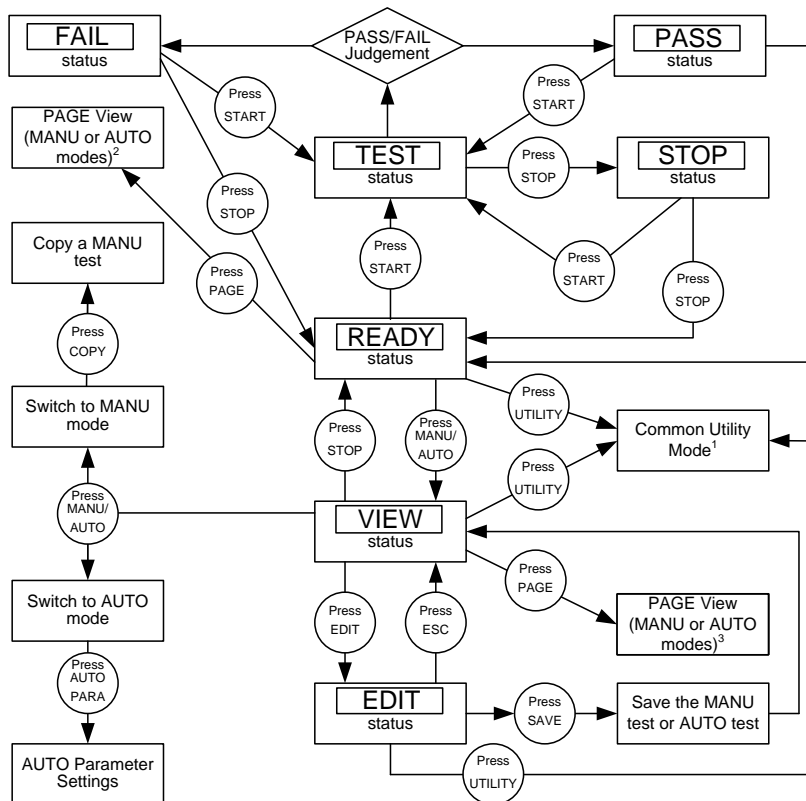 FAIL
status
PASS/FAIL
Judgement
PASS
status
Press
START
Press
START
PAGE View
(MANU or AUTO
modes)2
TEST
status
Press
STOP
STOP
status
Press
STOP
Copy a MANU
test
Press
START
Press
START
Press
STOP
Press
PAGE
Press
COPY
READY
status
Switch to MANU
mode
Press
STOP
Press
MANU/
AUTO
Press
UTILITY
Common Utility
Mode1
Press
UTILITY
Press
MANU/
AUTO
VIEW
status
Press
PAGE
Switch to AUTO
mode
Press
EDIT
Press
ESC
PAGE View
(MANU or AUTO
modes)3
Press
AUTO
PARA
EDIT
status
Press
SAVE
Save the MANU
test or AUTO test
AUTO Parameter
Settings
Press
UTILITY